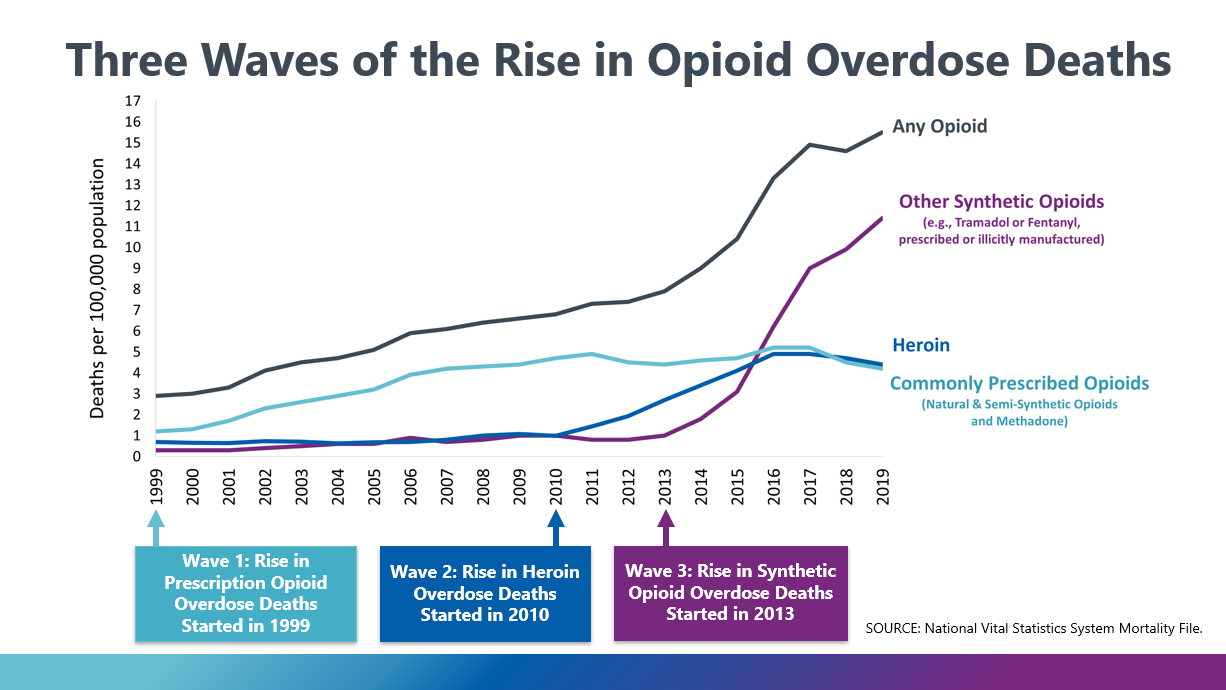 Three Waves of the Rise in Opioid Overdose Deaths
Deaths per 100,000 population
17
16
15
14
13
12
11
10
9
8
7
6
5
4
3
2
1
0
Any Opioid
Other Synthetic Opioids
(e.g., Tramadol or Fentanyl,
prescribed or illicitly manufactured)
Heroin
Commonly Prescribed Opioids
(Natural & Semi-Synthetic Opioids
and Methadone)
1999
2000
2001
2002
2003
2004
2005
2006
2007
2008
2009
2010
2011
2012
2013
2014
2015
2016
2017
2018
2019
Wave 1: Rise in
Prescription Opioid
Overdose Deaths
Started in 1999
Wave 2: Rise in Heroin
Overdose Deaths
Started in 2010
Wave 3: Rise in Synthetic
Opioid Overdose Deaths
Started in 2013
SOURCE: National Vital Statistics System Mortality File.